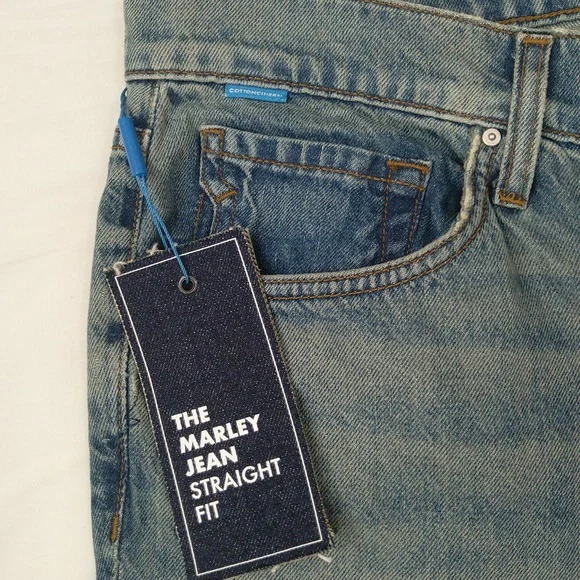 COTTONCITIZEN
THE
MARLEY
JEAN
STRAIGHT
FIT